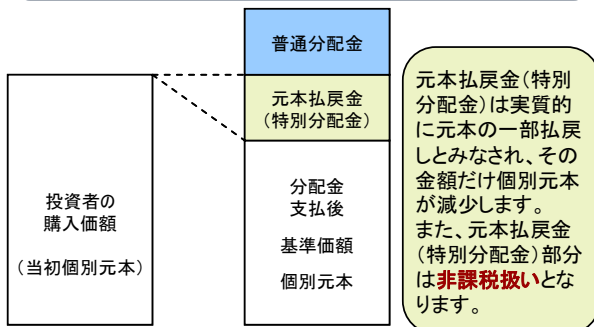 普通分配金
元本払戻金
(特別分配金)
投資者の
購入価額
(当初個別元本)
分配金
支払後
基準価額
個別元本
元本払戻金(特別
分配金)は実質的
に元本の一部払戻
しとみなされ、その
金額だけ個別元本
が減少します。
また、元本払戻金
(特別分配金)部分
は非課税扱いとな
ります。